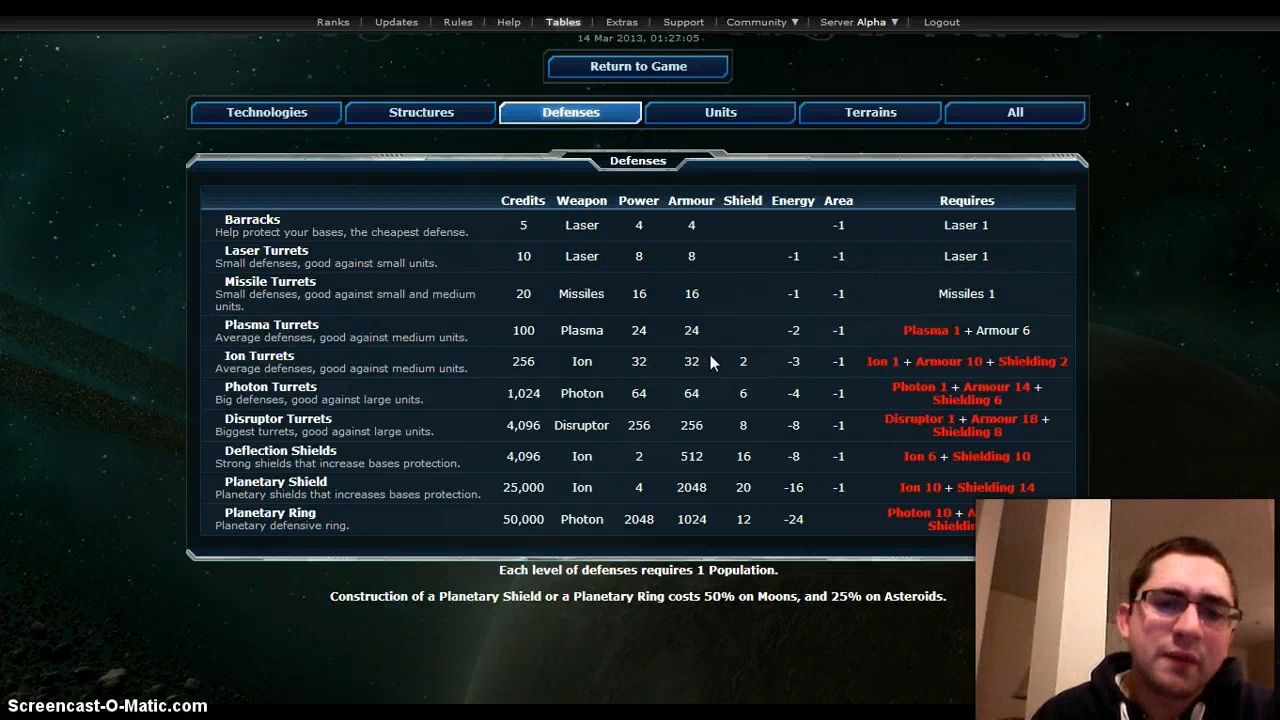 Ranks Updates Rules Help Tables Extras Support Community ▼ Server Alpha ▼ Logout
14 Mar 2013, 01:27:05
Return to Game
Technologies Structures Defenses Units Terrains All
Defenses
Credits Weapon Power Armour Shield Energy Area Requires
Barracks
Help protect your bases, the cheapest defense.
5 Laser 4 4 -1 Laser 1
Laser Turrets
Small defenses, good against small units.
10 Laser 8 8 -1 -1 Laser 1
Missile Turrets
Small defenses, good against small and medium
units.
20 Missiles 16 16 -1 -1 Missiles 1
Plasma Turrets
Average defenses, good against medium units.
100 Plasma 24 24 -2 -1 Plasma 1 + Armour 6
Ion Turrets
Average defenses, good against medium units.
256 Ion 32 32 2 -3 -1 Ion 1 + Armour 10 + Shielding 2
Photon Turrets
Big defenses, good against large units.
1,024 Photon 64 64 6 -4 -1 Photon 1 + Armour 14 +
Shielding 6
Disruptor Turrets
Biggest turrets, good against large units.
4,096 Disruptor 256 256 8 -8 -1 Disruptor 1 + Armour 18 +
Shielding 8
Deflection Shields
Strong shields that increase bases protection.
4,096 Ion 2 512 16 -8 -1 Ion 6 + Shielding 10
Planetary Shield
Planetary shields that increases bases protection.
25,000 Ion 4 2048 20 -16 -1 Ion 10 + Shielding 14
Planetary Ring
Planetary defensive ring.
50,000 Photon 2048 1024 12 -24 Photon 10 +
Each level of defenses requires 1 Population.
Construction of a Planetary Shield or a Planetary Ring costs 50% on Moons, and 25% on Asteroids.
Screencast-O-Matic.com